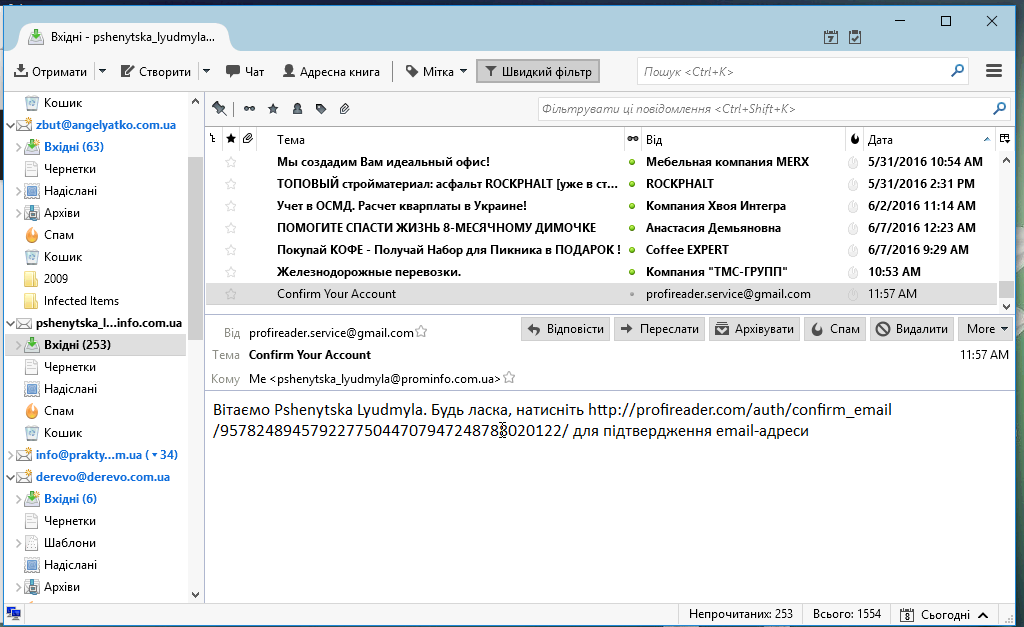 Вхідні - pshenytska_lyudmyla...
Отримати
Створити
Чат
Адресна книга
Мітка
Швидкий фільтр
Пошук <Ctrl+K>
Фільтрувати ці повідомлення <Ctrl+Shift+K>
Кошик
zbut@angelyatko.com.ua
Вхідні (63)
Чернетки
Надіслані
Архіви
Спам
Кошик
2009
Infected Items
pshenytska_l...info.com.ua
Вхідні (253)
Чернетки
Надіслані
Спам
Кошик
info@prakty...m.ua (▾ 34)
derevo@derevo.com.ua
Вхідні (6)
Чернетки
Шаблони
Надіслані
Архіви
Тема Від Дата
Мы создадим Вам идеальный офис! Мебельная компания MERX 5/31/2016 10:54 AM
ТОПОВЫЙ стройматериал: асфальт ROCKPHALT [уже в ст... ROCKPHALT 5/31/2016 2:31 PM
Учет в ОСМД. Расчет кварплаты в Украине! Компания Хвоя Интегра 6/2/2016 11:14 AM
ПОМОГИТЕ СПАСТИ ЖИЗНЬ 8-МЕСЯЧНОМУ ДИМОЧКЕ Анастасия Демьяновна 6/7/2016 12:23 AM
Покупай КОФЕ - Получай Набор для Пикника в ПОДАРОК ! Coffee EXPERT 6/7/2016 9:29 AM
Железнодорожные перевозки. Компания "ТМС-ГРУПП" 10:53 AM
Confirm Your Account profireader.service@gmail.com 11:57 AM
Від profireader.service@gmail.com
Відповісти
Переслати
Архівувати
Спам
Видалити
More
Тема Confirm Your Account 11:57 AM
Кому Me <pshenytska_lyudmyla@prominfo.com.ua>
Вітаємо Pshenytska Lyudmyla. Будь ласка, натисніть http://profireader.com/auth/confirm_email
/95782489457922775044707947248788020122/ для підтвердження email-адреси
Непрочитаних: 253
Всього: 1554
Сьогодні